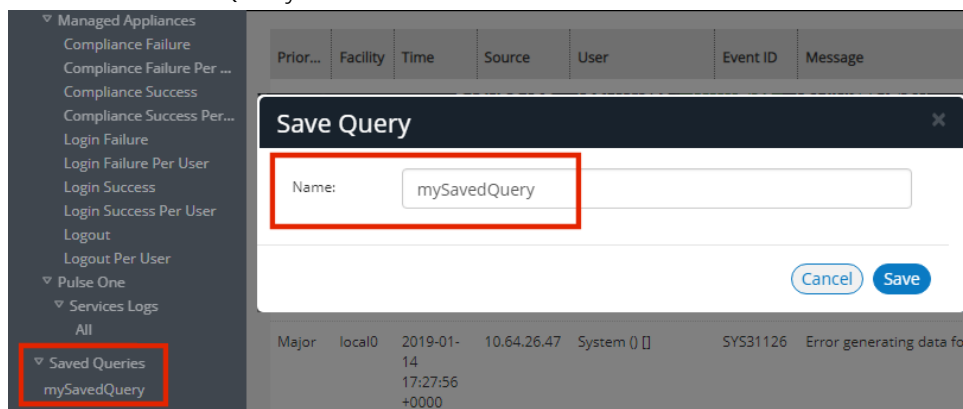 Managed Appliances
Compliance Failure
Compliance Failure Per ...
Compliance Success
Compliance Success Per...
Login Failure
Login Failure Per User
Login Success
Login Success Per User
Logout
Logout Per User
Pulse One
Services Logs
All
Saved Queries
mySavedQuery
Prior... Facility Time Source User Event ID Message
Save Query ×
Name: mySavedQuery
Cancel Save
Major local0 2019-01- 10.64.26.47 System () [] SYS31126 Error generating data fo
14
17:27:56
+0000